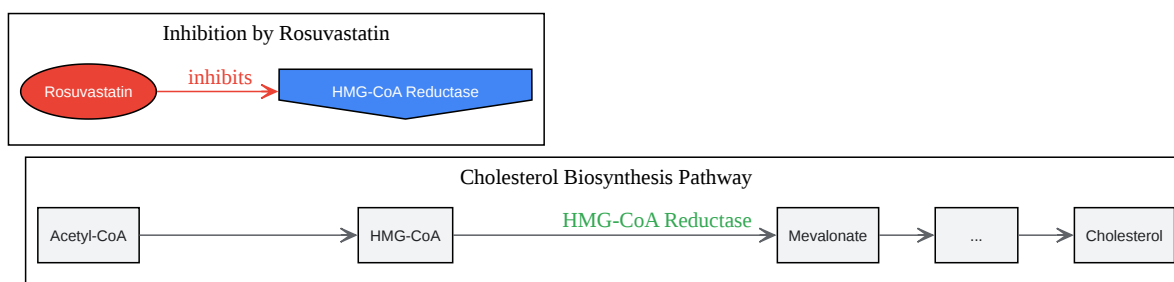 Inhibition by Rosuvastatin
inhibits
Rosuvastatin
HMG-CoA Reductase
Cholesterol Biosynthesis Pathway
HMG-CoA Reductase
Acetyl-CoA
HMG-CoA
Mevalonate
...
Cholesterol